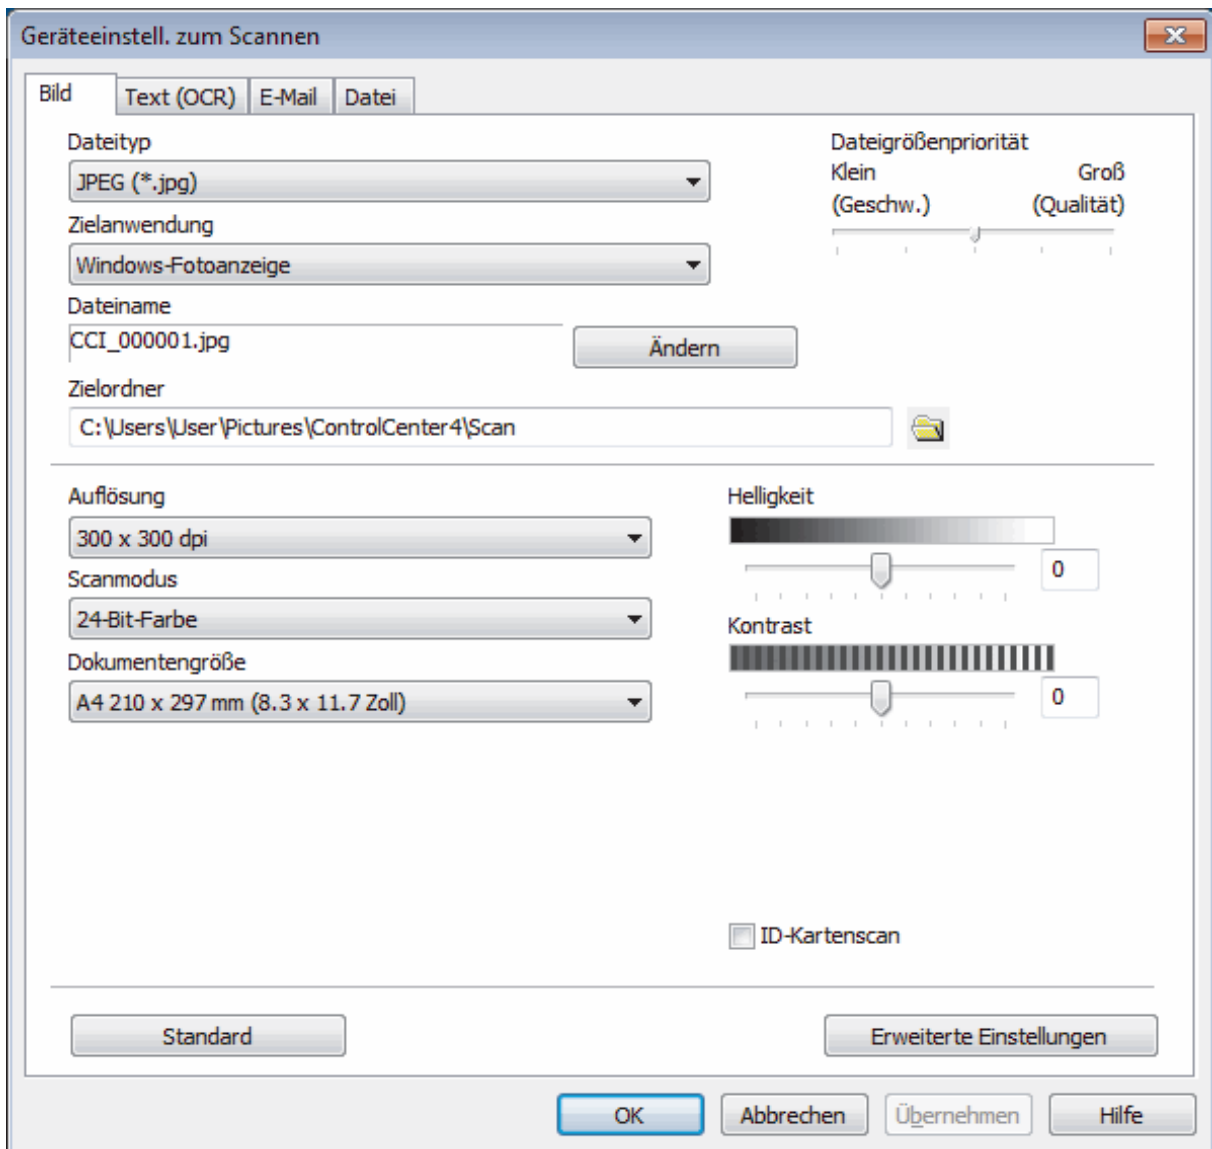 Geräteeinstell. zum Scannen
Bild Text (OCR) E-Mail Datei
Dateityp
JPEG (*.jpg)
Zielanwendung
Windows-Fotoanzeige
Dateiname
CCI_000001.jpg
Ändern
Zielordner
C:\Users\User\Pictures\ControlCenter4\Scan
Dateigrößenpriorität
Klein Groß
(Geschw.) (Qualität)
Auflösung
300 x 300 dpi
Scanmodus
24-Bit-Farbe
Dokumentengröße
A4 210 x 297 mm (8.3 x 11.7 Zoll)
Helligkeit
0
Kontrast
0
ID-Kartenscan
Standard Erweiterte Einstellungen
OK Abbrechen Übernehmen Hilfe